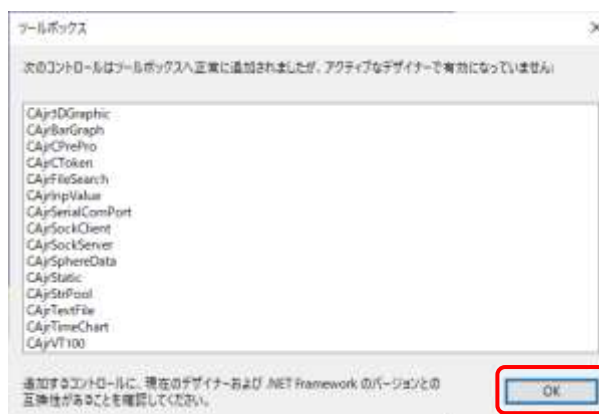 ツールボックス
次のコントロールはツールボックスへ正常に追加されましたが、アクティブなデザイナーで有効になっていません:
CAjr3DGraphic
CAjrBarGraph
CAjrCPrePro
CAjrCToken
CAjrFileSearch
CAjrInpValue
CAjrSerialComPort
CAjrSockClient
CAjrSockServer
CAjrSphereData
CAjrStatic
CAjrStrPool
CAjrTextFile
CAjrTimeChart
CAjrVT100
追加するコントロールに、現在のデザイナーおよび .NET Framework のバージョンとの
互換性があることを確認してください。
OK